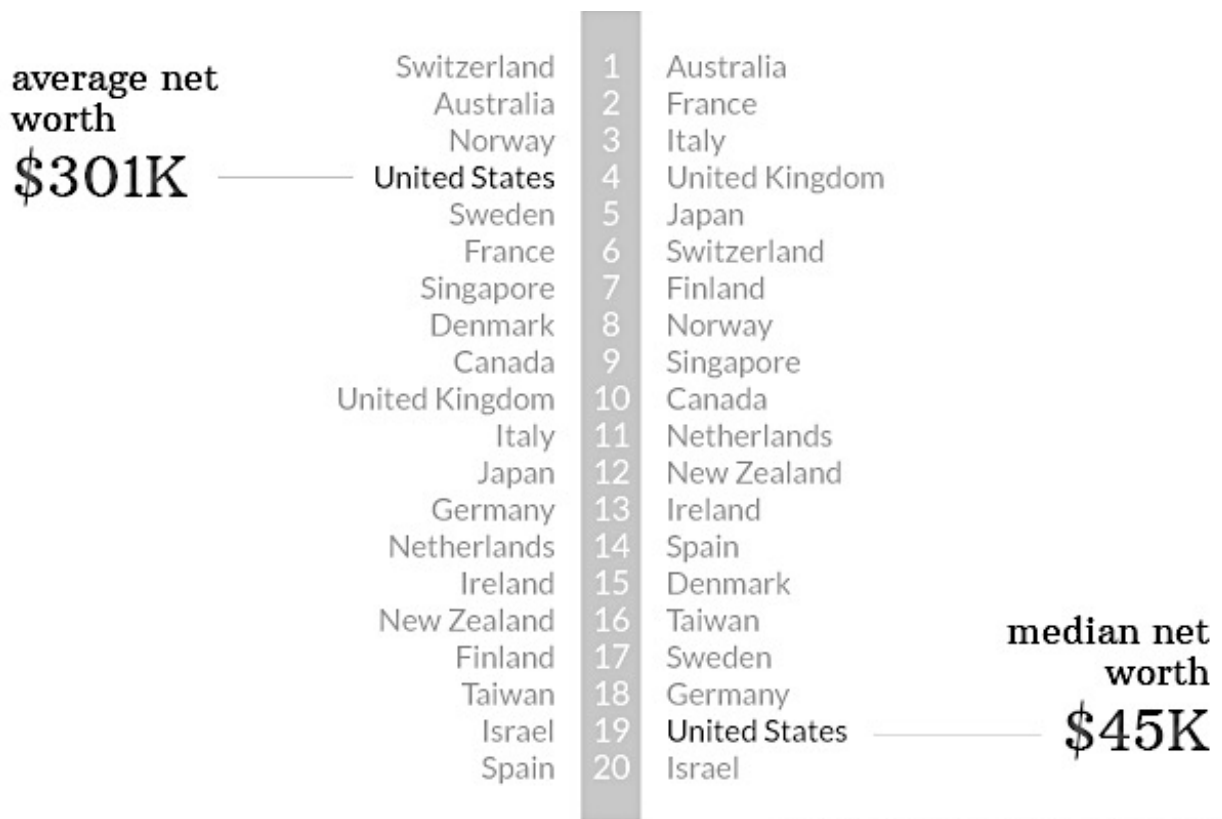 average net
worth
$301K
Switzerland 1 Australia
Australia 2 France
Norway 3 Italy
United States 4 United Kingdom
Sweden 5 Japan
France 6 Switzerland
Singapore 7 Finland
Denmark 8 Norway
Canada 9 Singapore
United Kingdom 10 Canada
Italy 11 Netherlands
Japan 12 New Zealand
Germany 13 Ireland
Netherlands 14 Spain
Ireland 15 Denmark
New Zealand 16 Taiwan
Finland 17 Sweden
Taiwan 18 Germany
Israel 19 United States
Spain 20 Israel
median net
worth
$45K